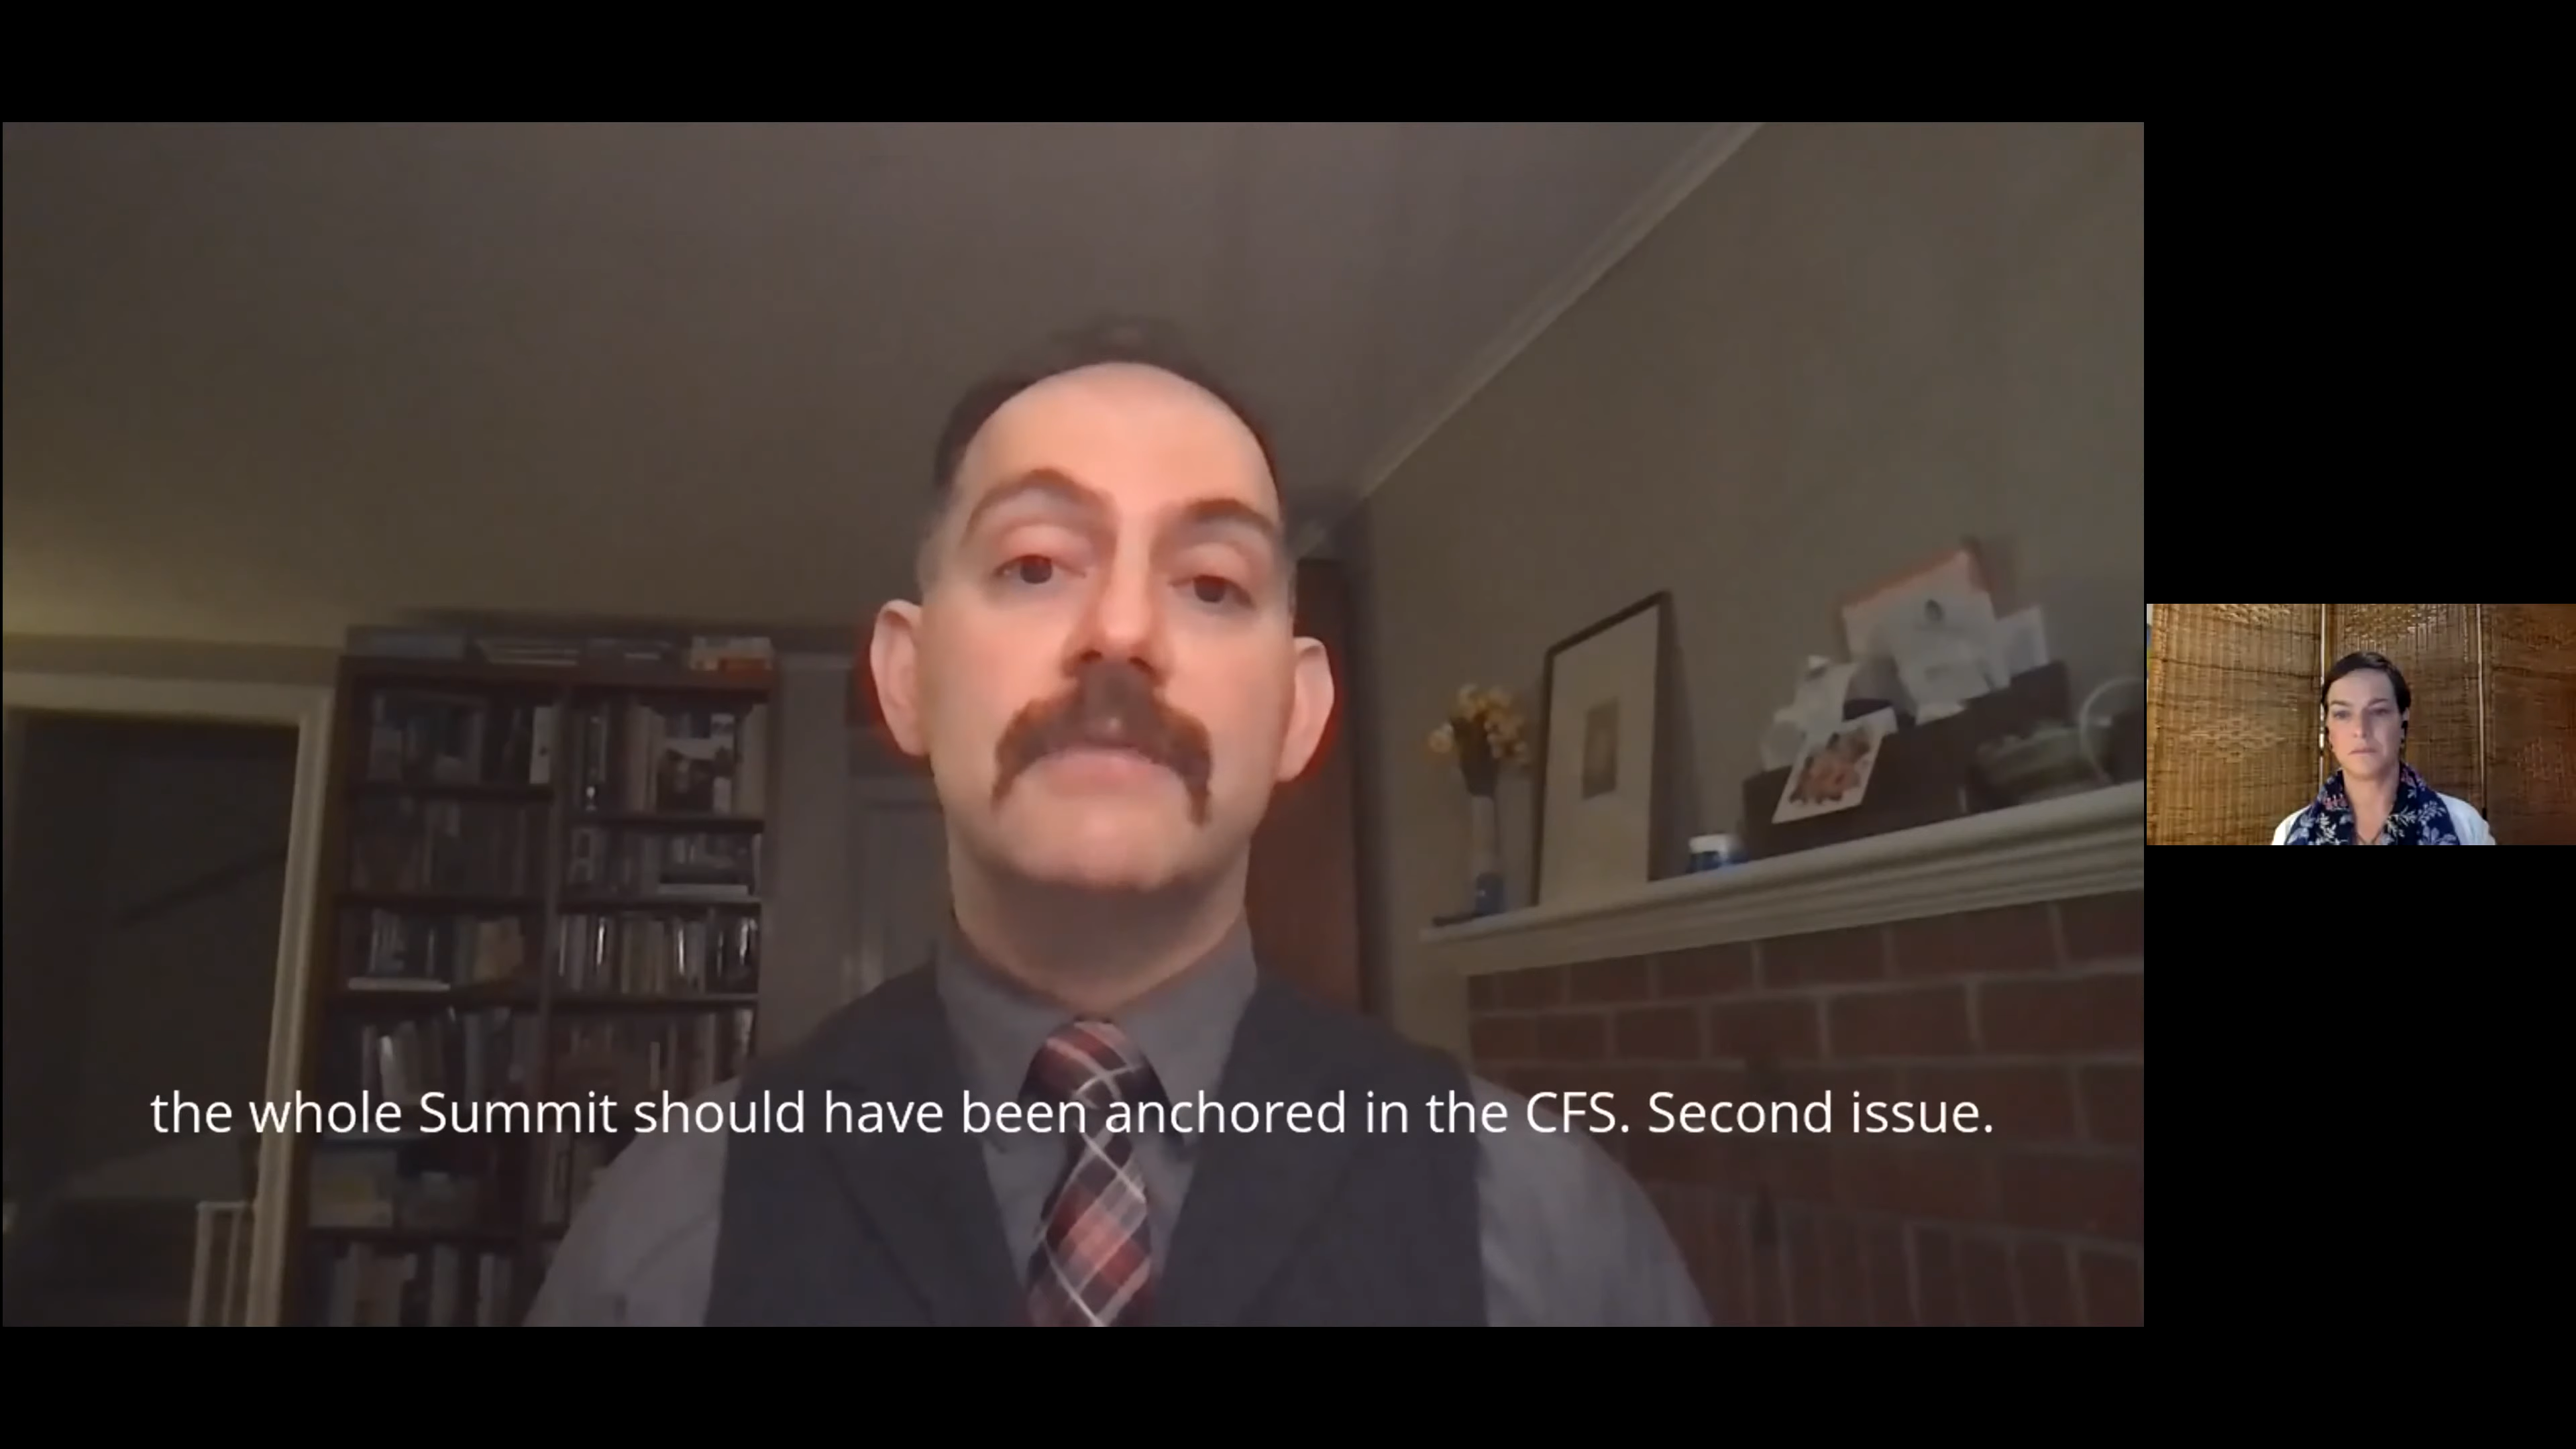 the whole Summit should have been anchored in the CFS. Second issue.